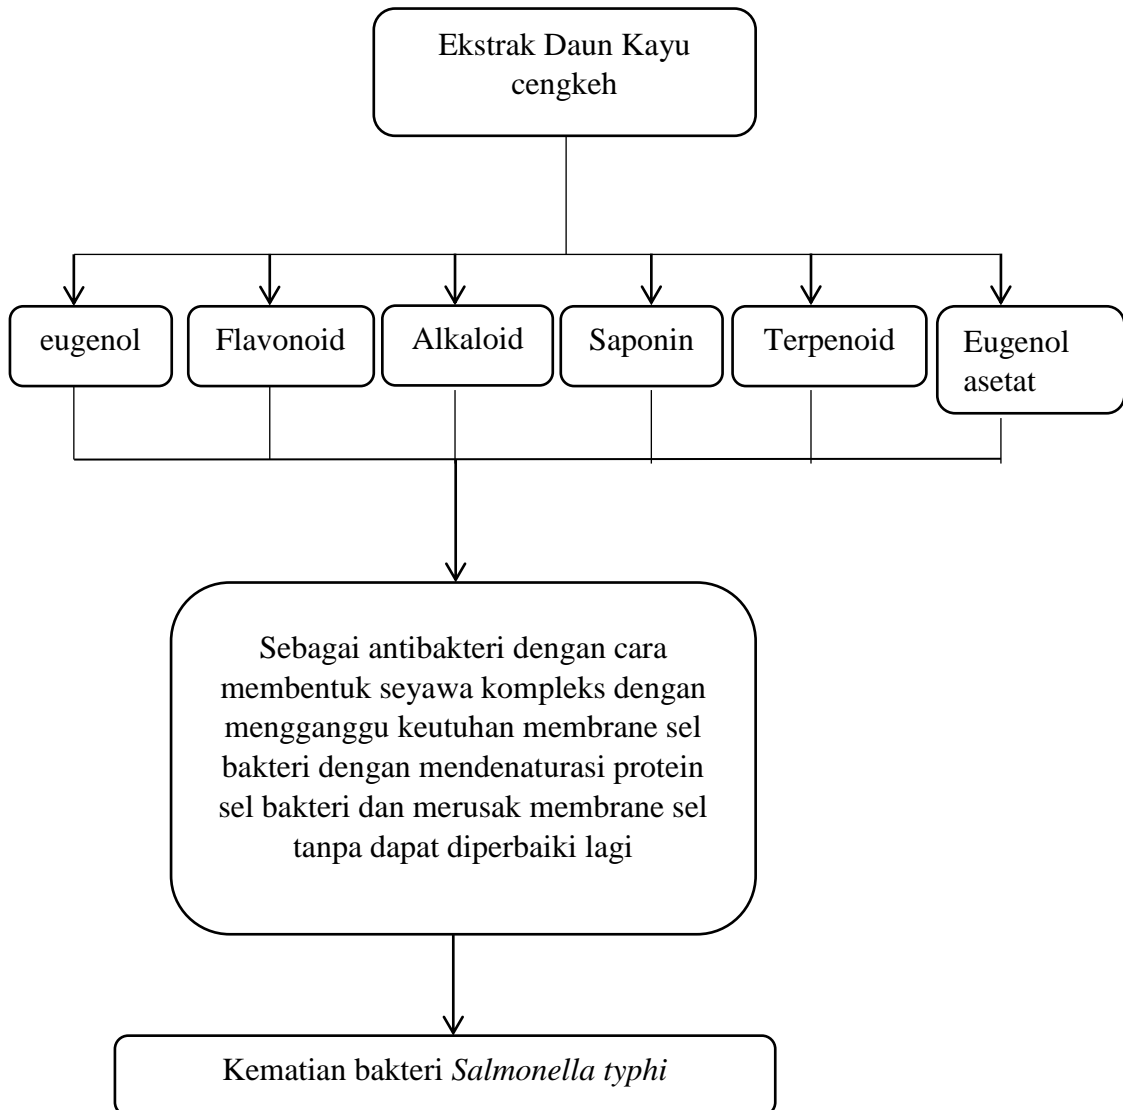 Ekstrak Daun Kayu
cengkeh
eugenol
Flavonoid
Alkaloid
Saponin
Terpenoid
Eugenol
asetat
Sebagai antibakteri dengan cara
membentuk seyawa kompleks dengan
mengganggu keutuhan membrane sel
bakteri dengan mendenaturasi protein
sel bakteri dan merusak membrane sel
tanpa dapat diperbaiki lagi
Kematian bakteri Salmonella typhi